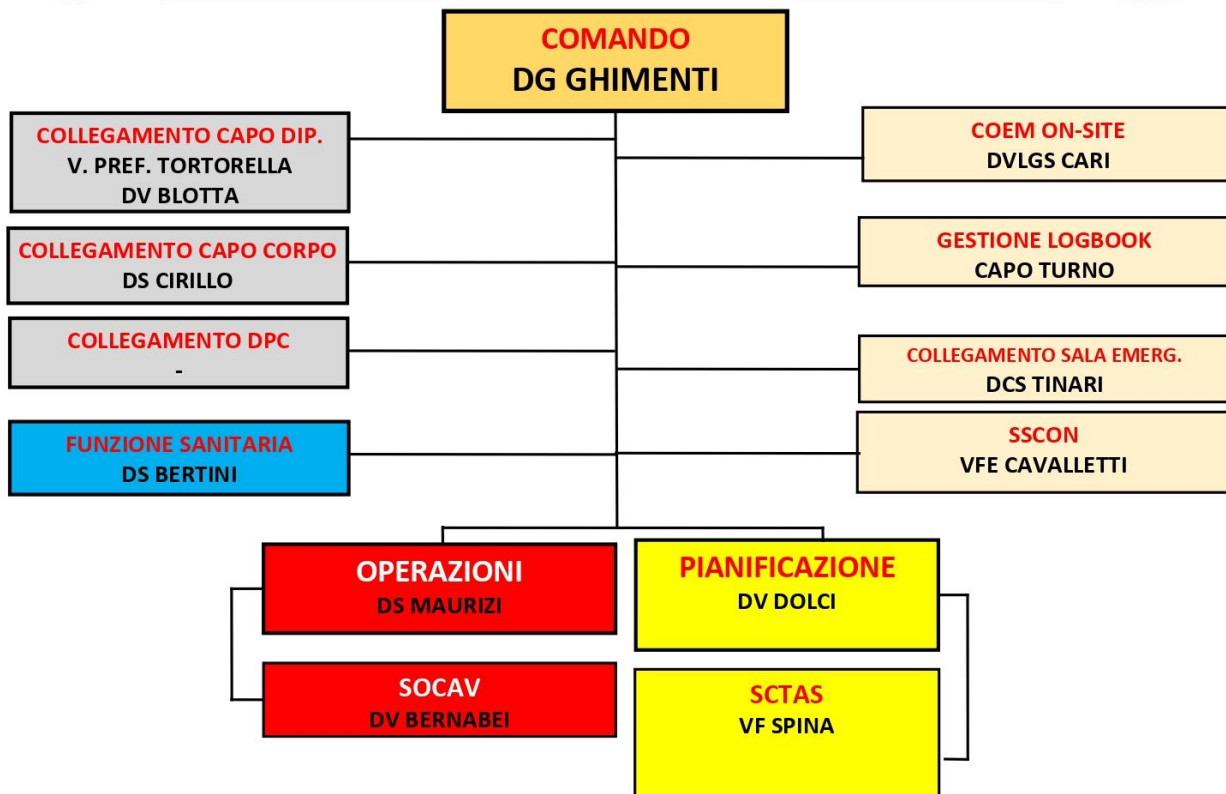 COMANDO
DG GHIMENTI
COLLEGAMENTO CAPO DIP.
V. PREF. TORTORELLA
DV BLOTTA
COEM ON-SITE
DVLGS CARI
COLLEGAMENTO CAPO CORPO
DS CIRILLO
GESTIONE LOGBOOK
CAPO TURNO
COLLEGAMENTO DPC
-
COLLEGAMENTO SALA EMERG.
DCS TINARI
FUNZIONE SANITARIA
DS BERTINI
SSCON
VFE CAVALLETTI
OPERAZIONI
DS MAURIZI
PIANIFICAZIONE
DV DOLCI
SOCAV
DV BERNABEI
SCTAS
VF SPINA